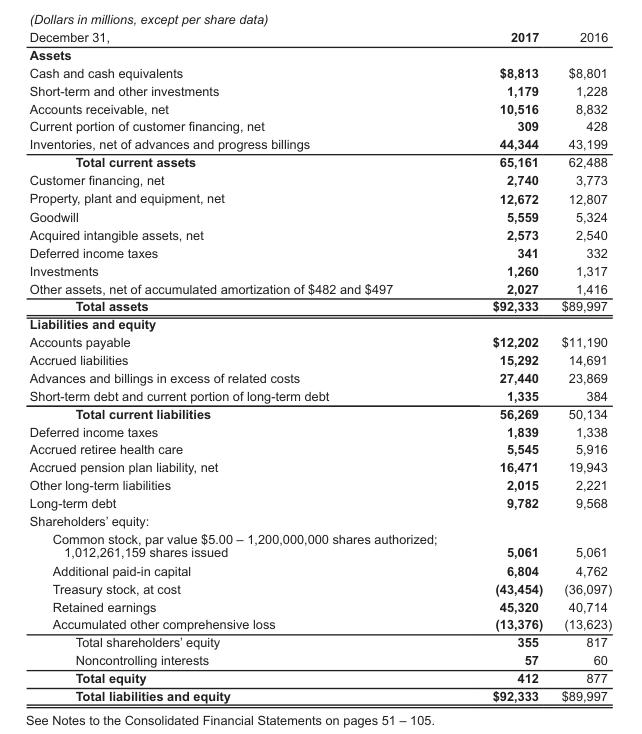 (Dollars in millions, except per share data)
December 31, 2017 2016
Assets
Cash and cash equivalents $8,813 $8,801
Short-term and other investments 1,179 1,228
Accounts receivable, net 10,516 8,832
Current portion of customer financing, net 309 428
Inventories, net of advances and progress billings 44,344 43,199
Total current assets 65,161 62,488
Customer financing, net 2,740 3,773
Property, plant and equipment, net 12,672 12,807
Goodwill 5,559 5,324
Acquired intangible assets, net 2,573 2,540
Deferred income taxes 341 332
Investments 1,260 1,317
Other assets, net of accumulated amortization of $482 and $497 2,027 1,416
Total assets $92,333 $89,997
Liabilities and equity
Accounts payable $12,202 $11,190
Accrued liabilities 15,292 14,691
Advances and billings in excess of related costs 27,440 23,869
Short-term debt and current portion of long-term debt 1,335 384
Total current liabilities 56,269 50,134
Deferred income taxes 1,839 1,338
Accrued retiree health care 5,545 5,916
Accrued pension plan liability, net 16,471 19,943
Other long-term liabilities 2,015 2,221
Long-term debt 9,782 9,568
Shareholders' equity:
Common stock, par value $5.00 – 1,200,000,000 shares authorized;
1,012,261,159 shares issued 5,061 5,061
Additional paid-in capital 6,804 4,762
Treasury stock, at cost (43,454) (36,097)
Retained earnings 45,320 40,714
Accumulated other comprehensive loss (13,376) (13,623)
Total shareholders' equity 355 817
Noncontrolling interests 57 60
Total equity 412 877
Total liabilities and equity $92,333 $89,997
See Notes to the Consolidated Financial Statements on pages 51 – 105.